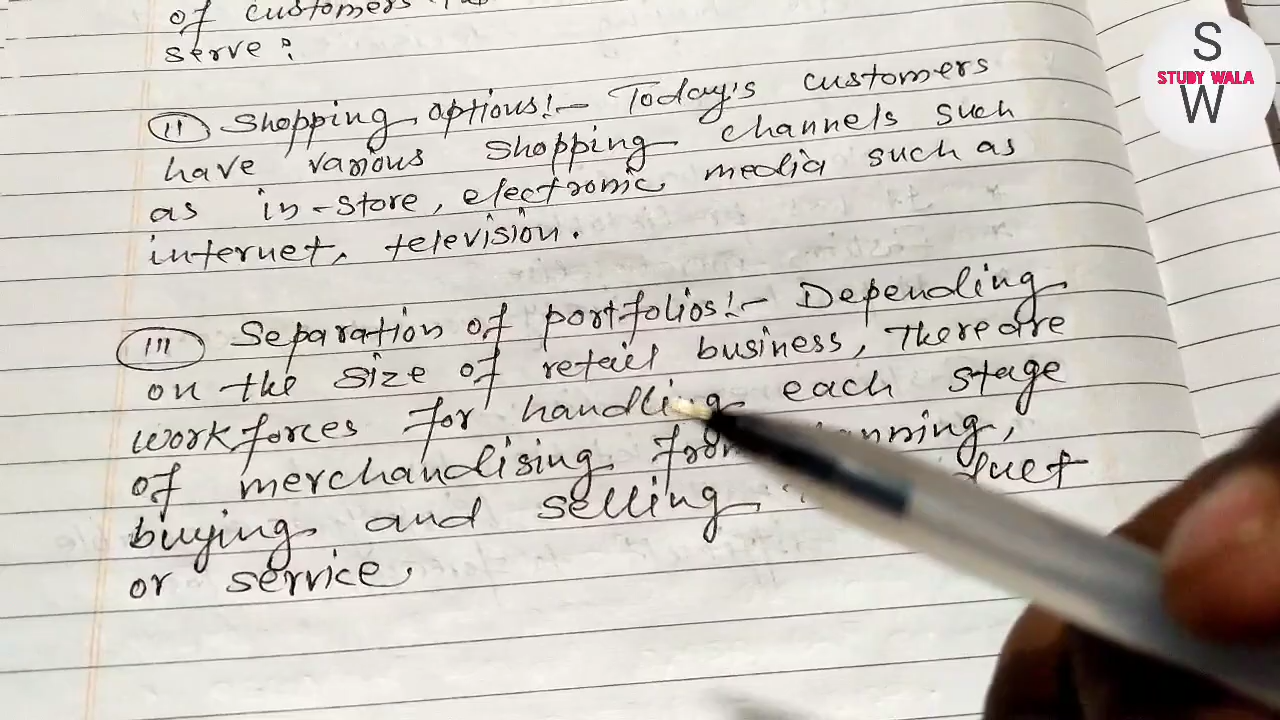 of customers
serve:
(ii) Shopping options:- Today's customers
have various shopping channels such
as in-store, electronic media such as
internet, television.
(iii) Separation of portfolios:- Depending
on the size of retail business, There are
workforces for handling each stage
of merchandising from
buying and selling
or service.
S
STUDY WALA
W